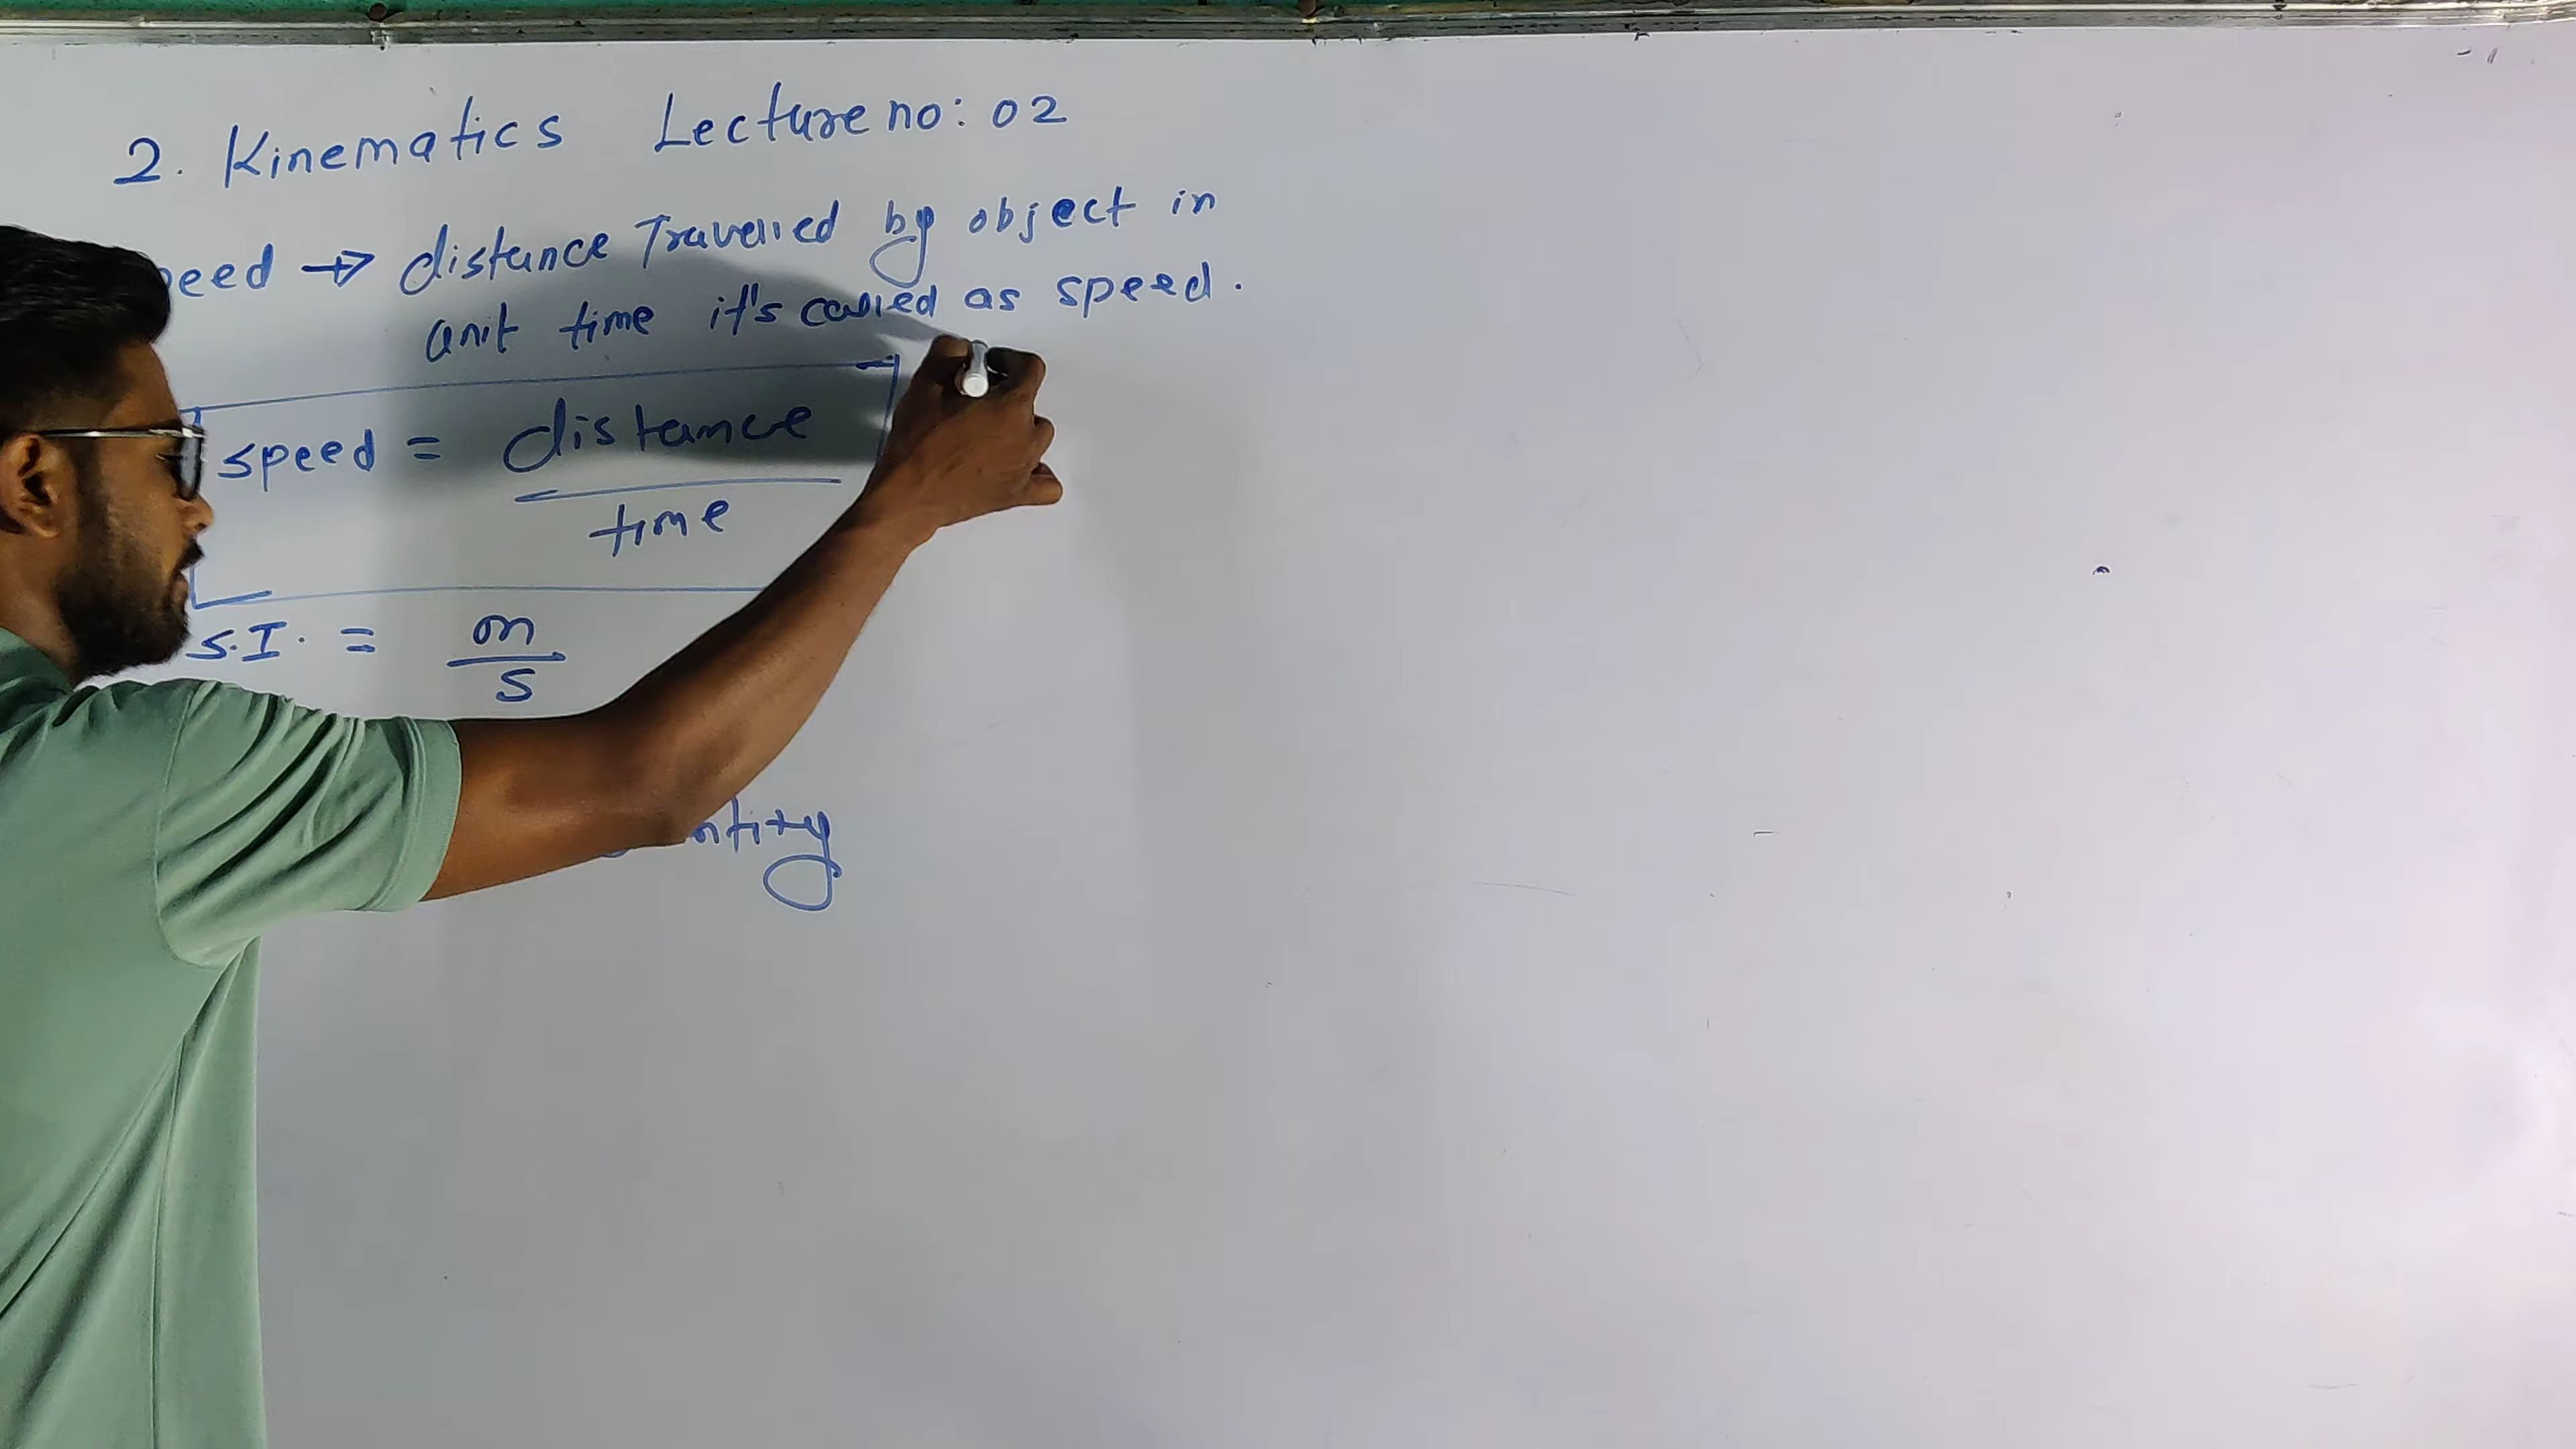 2. Kinematics Lecture no: 02
peed → distance Travelled by object in
unit time it's called as speed.
speed = distance
time
S.I. = m
s
ntity